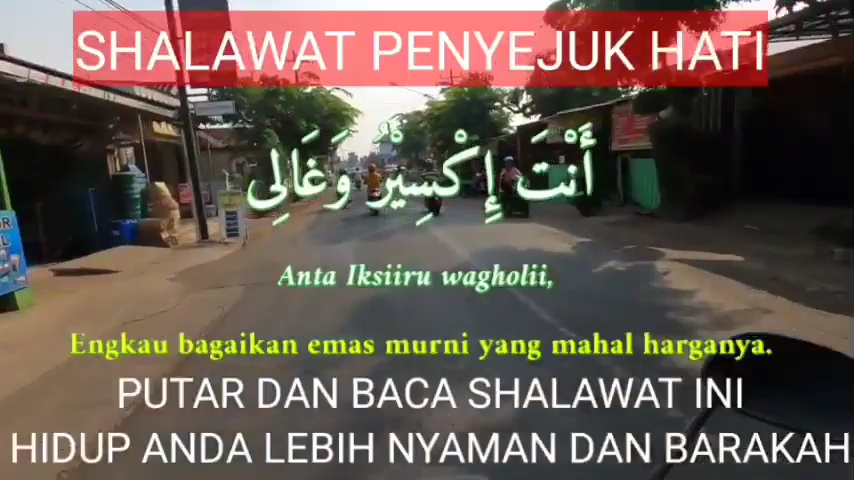 SHALAWAT PENYEJUK HATI
أَنْتَ إِكْسِيْرُ وَغَالِي
Anta Iksiiru wagholii,
Engkau bagaikan emas murni yang mahal harganya.
PUTAR DAN BACA SHALAWAT INI
HIDUP ANDA LEBIH NYAMAN DAN BARAKAH